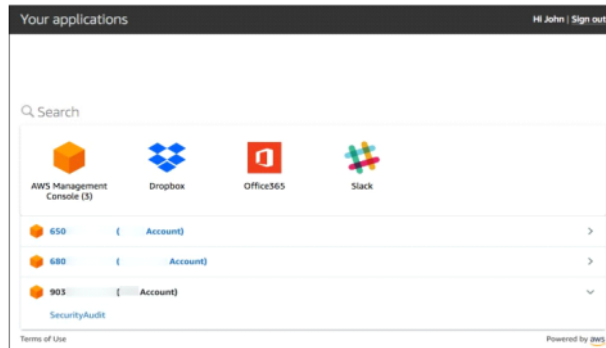 Your applications
Hi John | Sign out
Search
AWS Management Console (3)
Dropbox
Office365
Slack
650 ( Account)
680 ( Account)
903 ( Account)
SecurityAudit
Terms of Use
Powered by aws